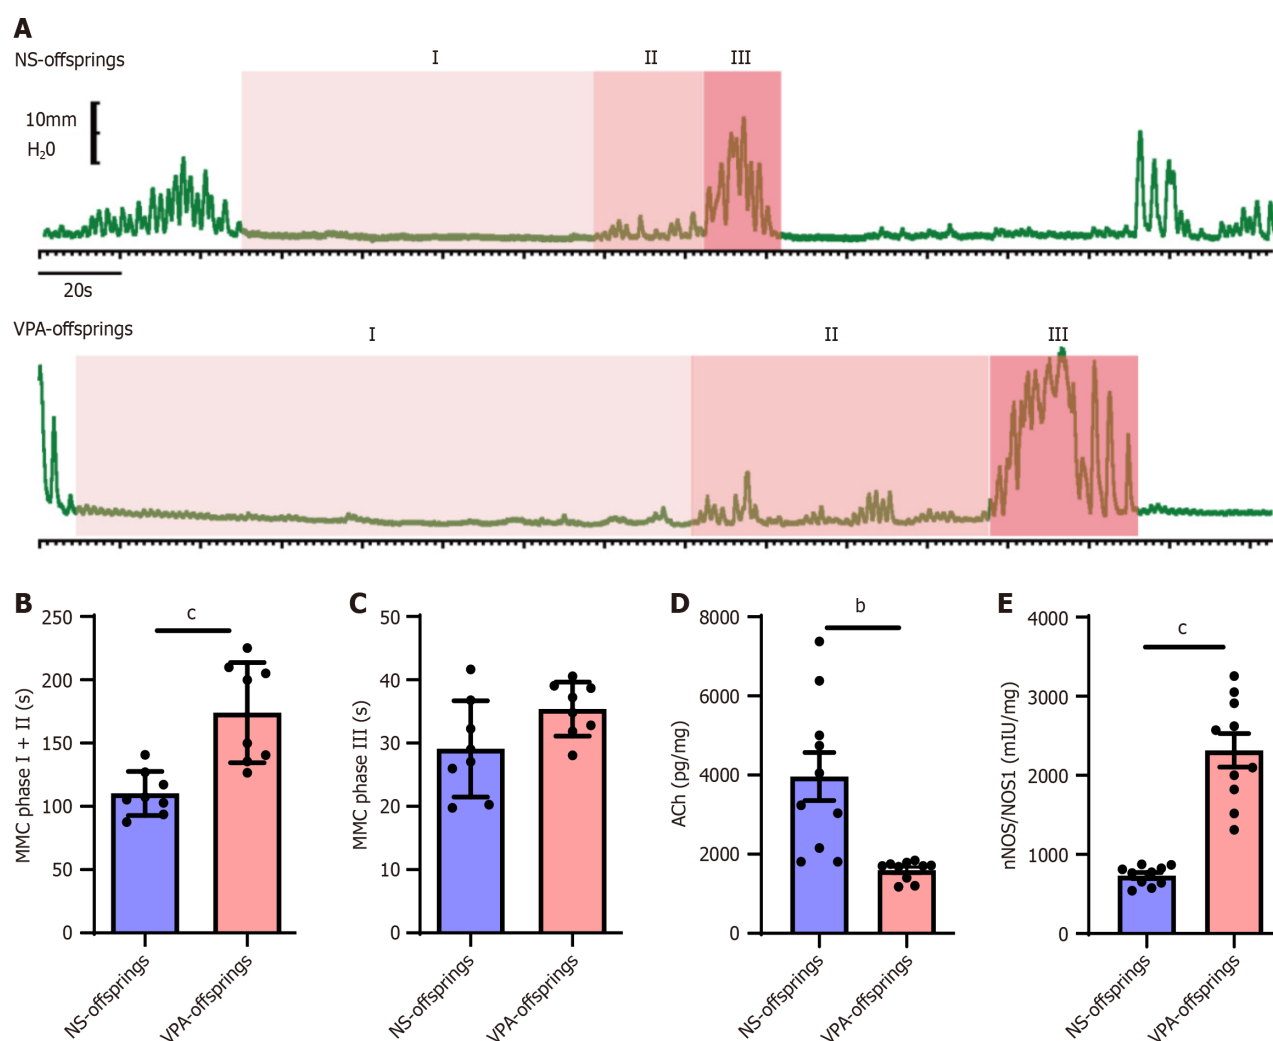 A
NS-offsprings
I II III
10mm
H₂0
20s
VPA-offsprings
I II III
B
250
200
150
100
50
0
MMC phase I + II (s)
c
NS-offsprings
VPA-offsprings
C
50
40
30
20
10
0
MMC phase III (s)
NS-offsprings
VPA-offsprings
D
8000
6000
4000
2000
0
ACh (pg/mg)
b
NS-offsprings
VPA-offsprings
E
4000
3000
2000
1000
0
nNOS/NOS1 (mIU/mg)
c
NS-offsprings
VPA-offsprings